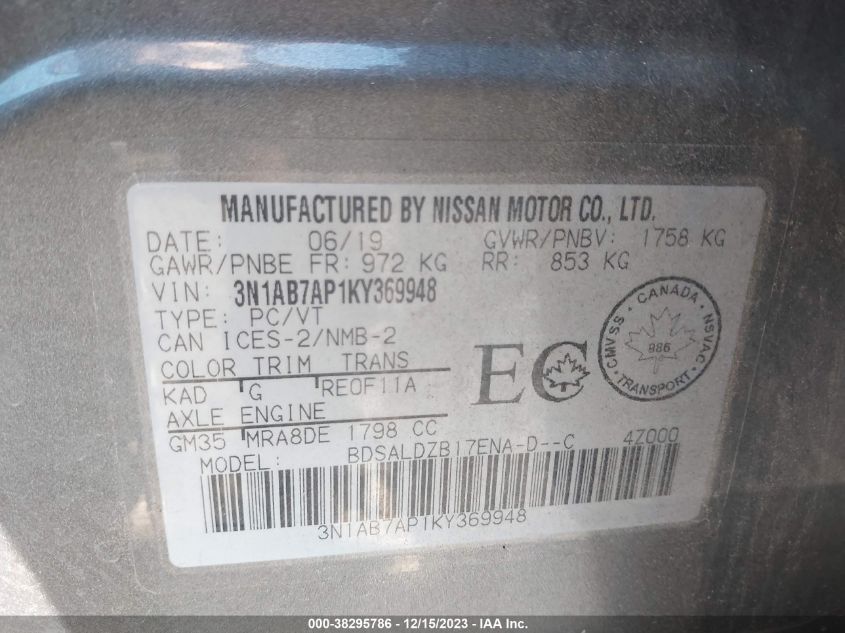 MANUFACTURED BY NISSAN MOTOR CO., LTD.
DATE: 06/19 GVWR/PNBV: 1758 KG
GAWR/PNBE FR: 972 KG RR: 853 KG
VIN: 3N1AB7AP1KY369948
TYPE: PC/VT
CAN ICES-2/NMB-2
COLOR TRIM TRANS
KAD G RE0F11A
AXLE ENGINE
GM35 MRA8DE 1798 CC
EC
CANADA
CMVSS NSVAC
886
TRANSPORT
MODEL: BDSALDZB17ENA-D--C 4Z000
3N1AB7AP1KY369948
000-38295786 - 12/15/2023 - IAA Inc.